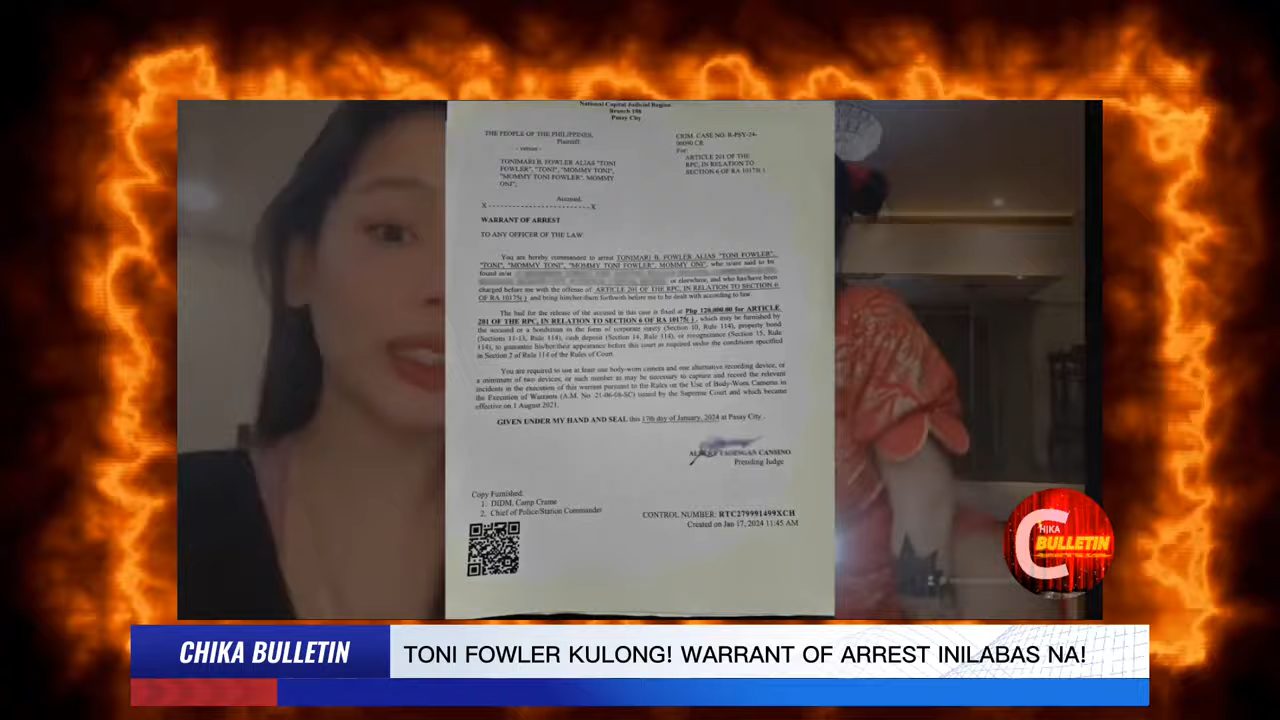 National Capital Judicial Region
Branch 198
Pasay City
THE PEOPLE OF THE PHILIPPINES,
Plaintiff
- versus -
TONIMARI B. FOWLER ALIAS "TONI
FOWLER", "TONI", "MOMMY TONI",
"MOMMY TONI FOWLER", MOMMY
ONI";
Accused.
X - - - - - - - - - - - - - - - - - - - - - - - - -X
CRIM. CASE NO. R-PSY-24-
00090 CR
For:
ARTICLE 201 OF THE
RPC, IN RELATION TO
SECTION 6 OF RA 10175( )
WARRANT OF ARREST
TO ANY OFFICER OF THE LAW:
You are hereby commanded to arrest TONIMARI B. FOWLER ALIAS "TONI FOWLER",
"TONI", "MOMMY TONI", "MOMMY TONI FOWLER", MOMMY ONI", who is/are said to be
found in/at
or elsewhere, and who has/have been
charged before me with the offense of ARTICLE 201 OF THE RPC, IN RELATION TO SECTION 6
OF RA 10175( ) and bring him/her/them forthwith before me to be dealt with according to law.
The bail for the release of the accused in this case is fixed at Php 120,000.00 for ARTICLE
201 OF THE RPC, IN RELATION TO SECTION 6 OF RA 10175( ), which may be furnished by
the accused or a bondsman in the form of corporate surety (Section 10, Rule 114), property bond
(Sections 11-13, Rule 114), cash deposit (Section 14, Rule 114), or recognizance (Section 15, Rule
114), to guarantee his/her/their appearance before this court as required under the conditions specified
in Section 2 of Rule 114 of the Rules of Court.
You are required to use at least one body-worn camera and one alternative recording device, or
a minimum of two devices, or such number as may be necessary to capture and record the relevant
incidents in the execution of this warrant pursuant to the Rules on the Use of Body-Worn Cameras in
the Execution of Warrants (A.M. No -21-06-08-SC) issued by the Supreme Court and which became
effective on 1 August 2021.
GIVEN UNDER MY HAND AND SEAL this 17th day of January, 2024 at Pasay City .
CANSINO
Presiding Judge
Copy Furnished:
1. DIDM, Camp Crame
2. Chief of Police/Station Commander
CONTROL NUMBER: RTC279991499XCH
Created on Jan 17, 2024 11:45 AM
CHIKA
BULLETIN
CHIKA BULLETIN
TONI FOWLER KULONG! WARRANT OF ARREST INILABAS NA!